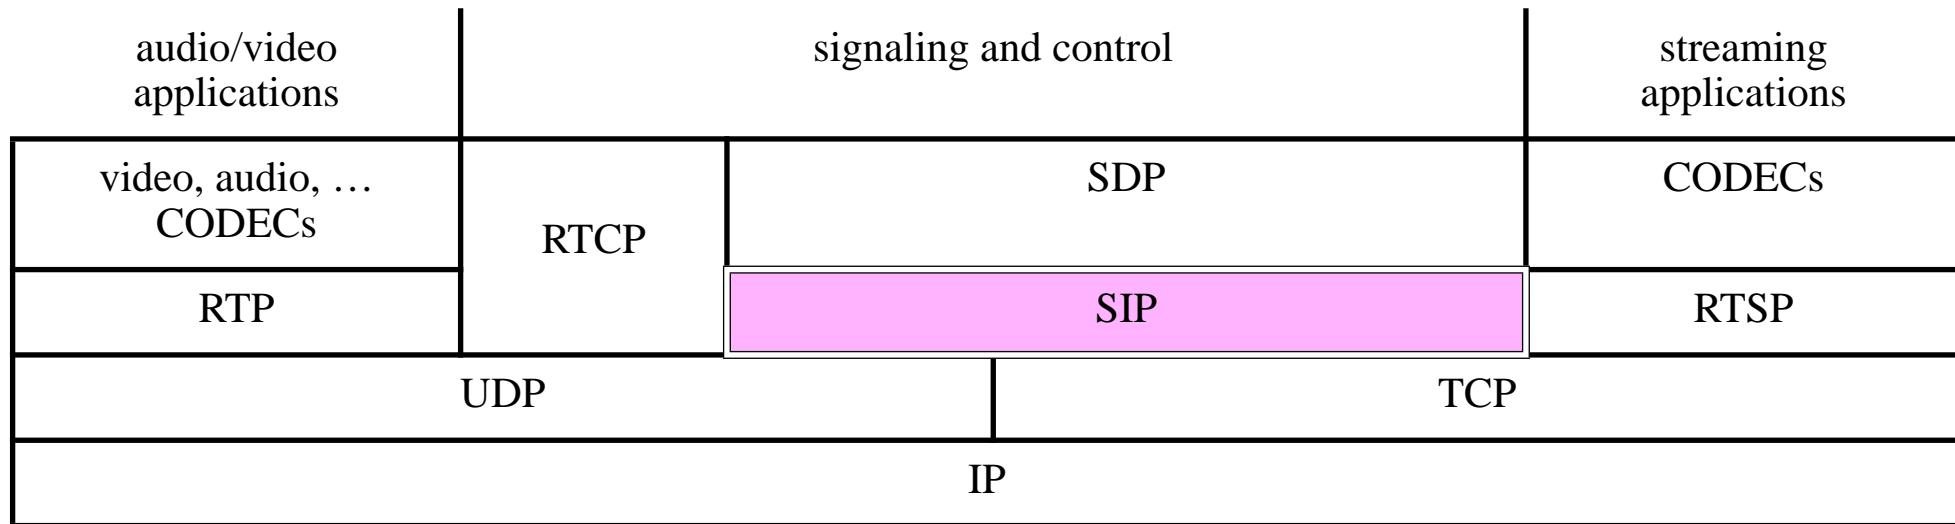 audio/video
applications
signaling and control
streaming
applications
video, audio, …
CODECs
RTCP
SDP
CODECs
RTP
SIP
RTSP
UDP
TCP
IP